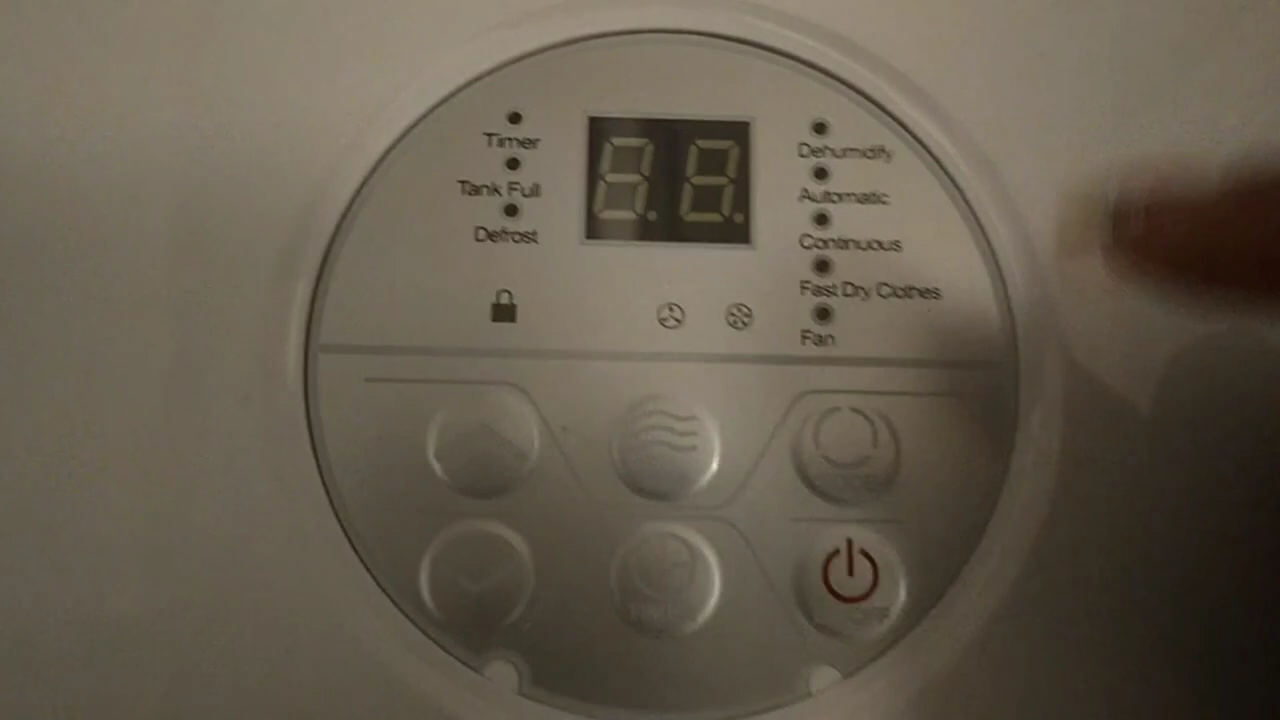 Timer
Tank Full
Defrost
Dehumidify
Automatic
Continuous
Fast Dry Clothes
Fan